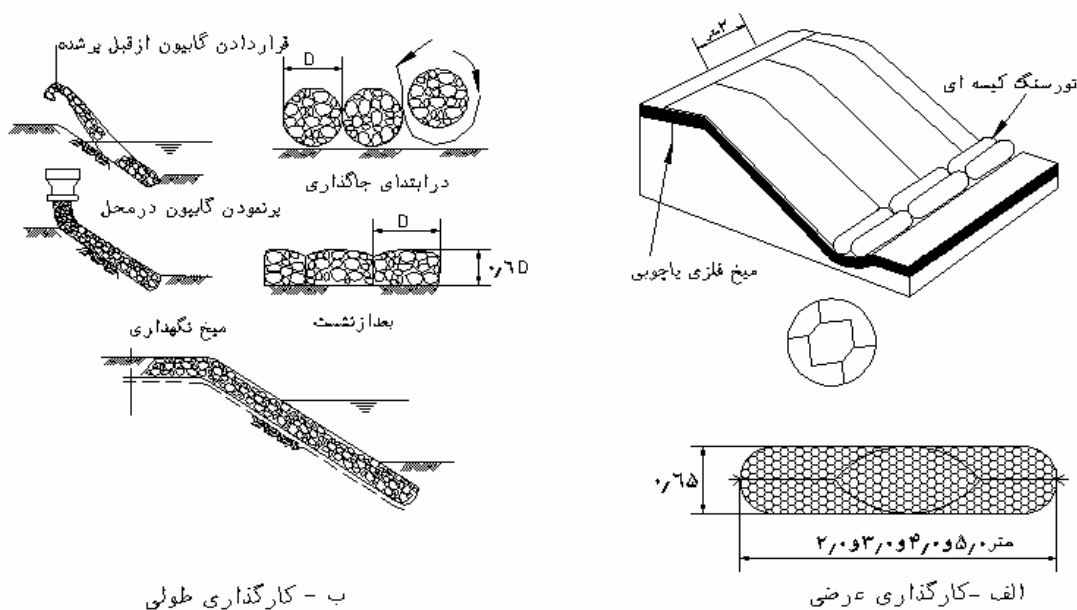 ۲متر
تورسنگ کیسه ای
میخ فلزی یاچوبی
۰٫۶۵
۲٫۰و۳٫۰و۴٫۰و۵٫۰متر
الف -کارگذاری عرضی
قراردادن گابیون ازقبل پرشده
D
درابتدای جاگذاری
پرنمودن گابیون درمحل
D
۰٫۶D
بعدازنشست
میخ نگهداری
ب - کارگذاری طولی